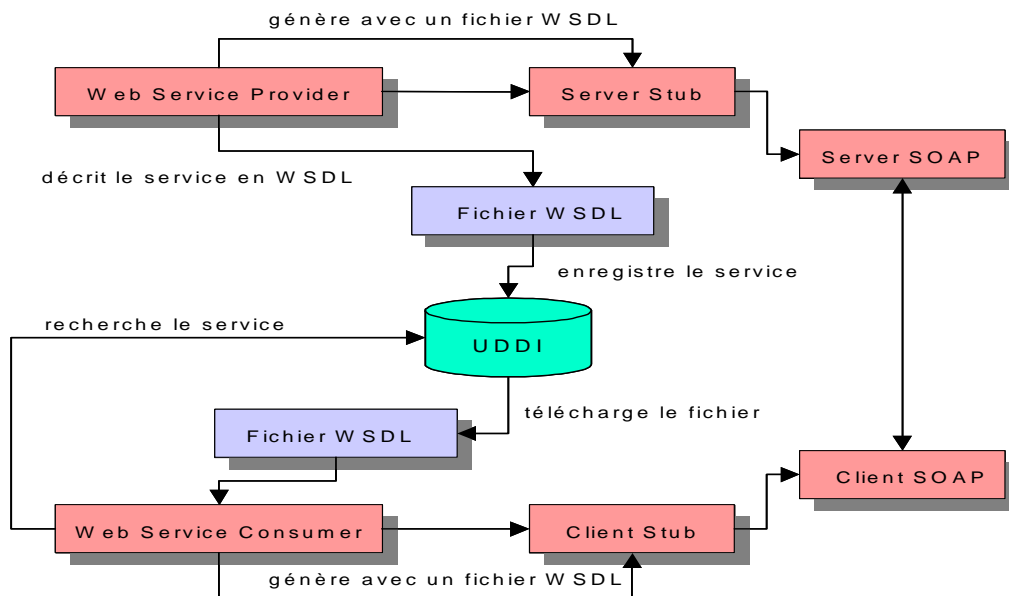 génère avec un fichier WSDL
Web Service Provider
Server Stub
Server SOAP
décrit le service en WSDL
Fichier WSDL
enregistre le service
recherche le service
UDDI
télécharge le fichier
Fichier WSDL
Client SOAP
Web Service Consumer
Client Stub
génère avec un fichier WSDL